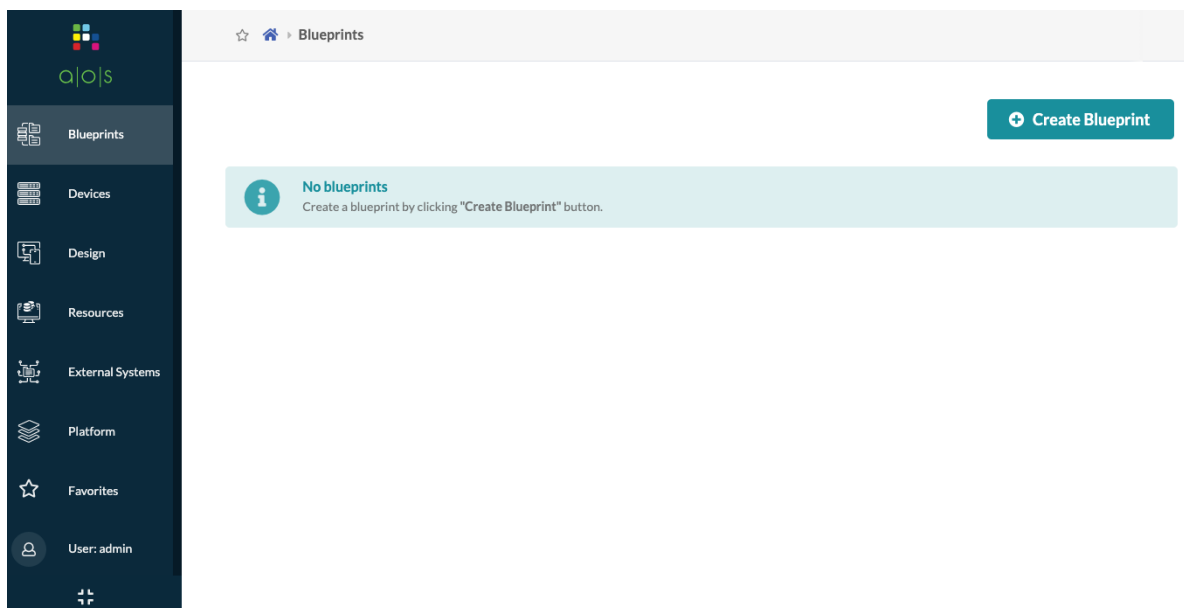 a|o|s
Blueprints
Devices
Design
Resources
External Systems
Platform
Favorites
User: admin
Blueprints
Create Blueprint
No blueprints
Create a blueprint by clicking "Create Blueprint" button.